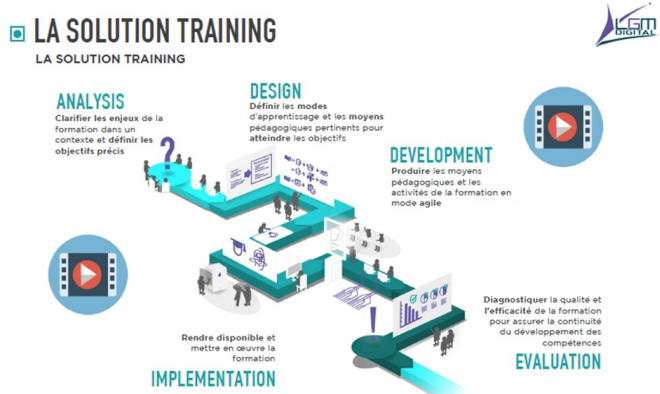 LA SOLUTION TRAINING
LA SOLUTION TRAINING
LGM
DIGITAL
ANALYSIS
Clarifier les enjeux de la
formation dans un
contexte et définir les
objectifs précis
DESIGN
Définir les modes
d'apprentissage et les moyens
pédagogiques pertinents pour
atteindre les objectifs
DEVELOPMENT
Produire les moyens
pédagogiques et les
activités de la formation en
mode agile
?
!
Rendre disponible et
mettre en œuvre la
formation
IMPLEMENTATION
Diagnostiquer la qualité et
l'efficacité de la formation
pour assurer la continuité
du développement des
compétences
EVALUATION